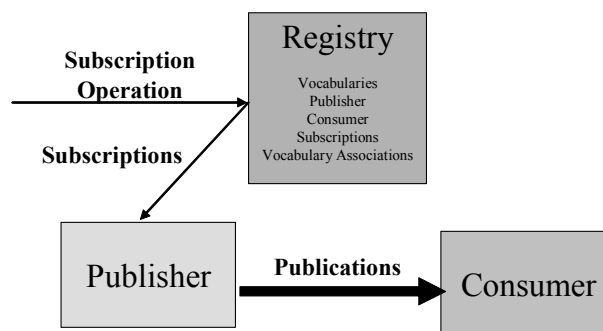 Registry
Subscription
Operation
Vocabularies
Publisher
Consumer
Subscriptions
Vocabulary Associations
Subscriptions
Publisher
Publications
Consumer